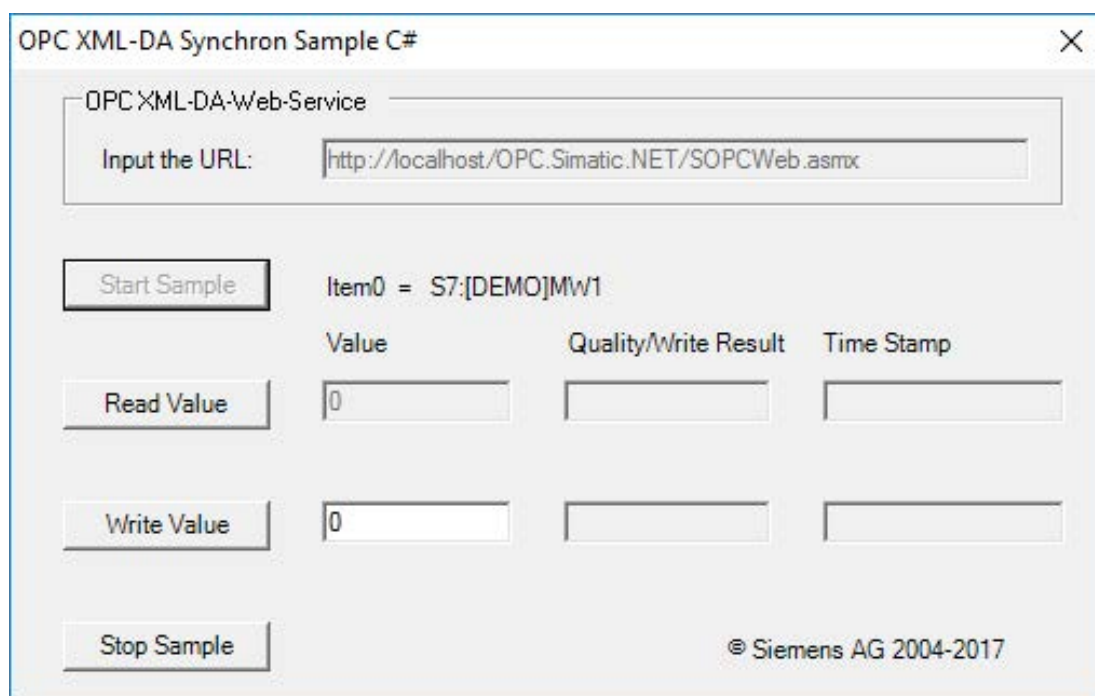 OPC XML-DA Synchron Sample C#
OPC XML-DA-Web-Service
Input the URL: http://localhost/OPC.Simatic.NET/SOPCWeb.asmx
Start Sample Item0 = S7:[DEMO]MW1
Value Quality/Write Result Time Stamp
Read Value 0
Write Value 0
Stop Sample © Siemens AG 2004-2017